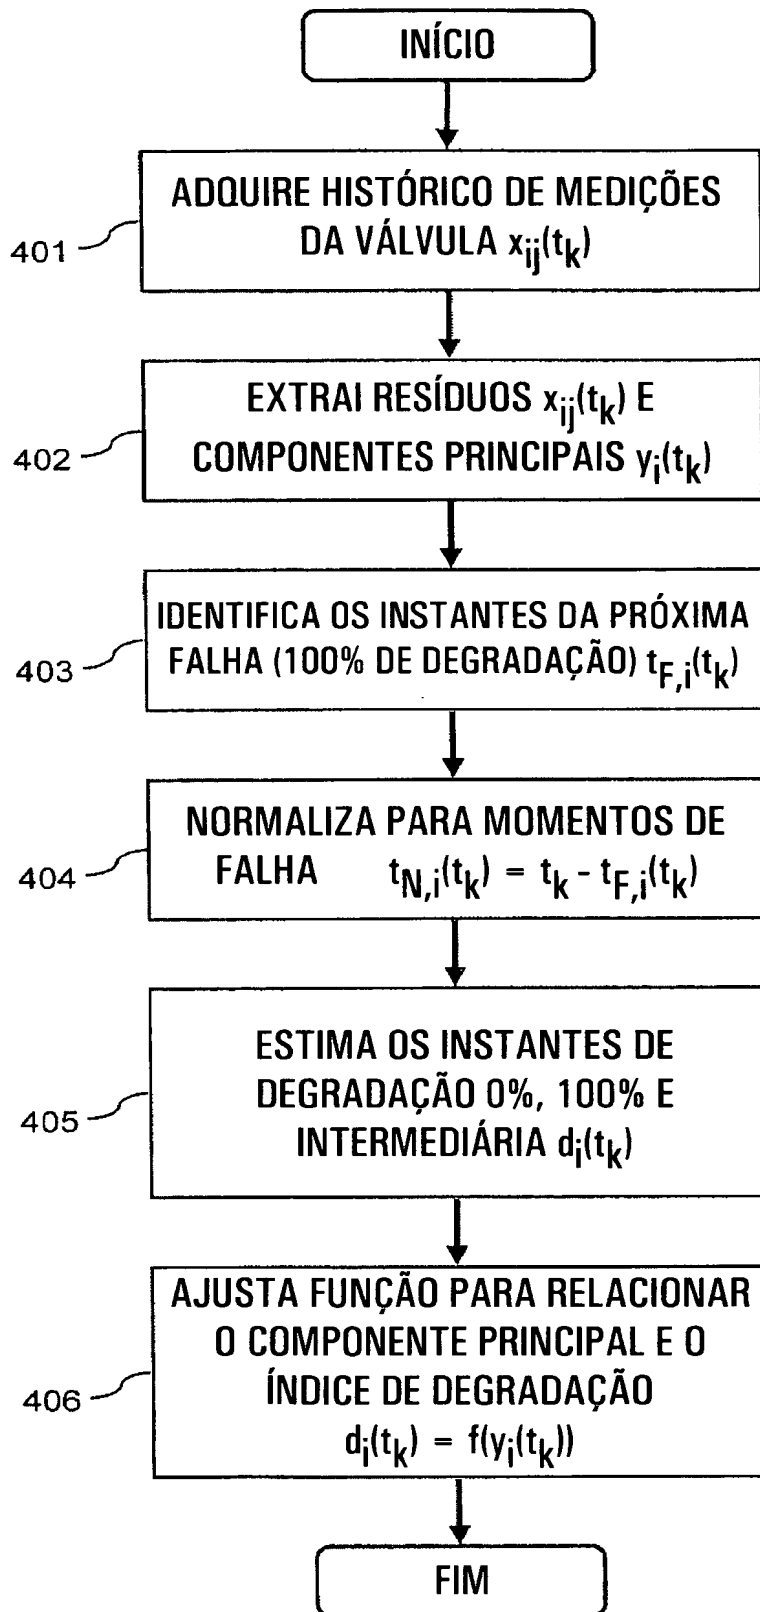 INÍCIO
ADQUIRE HISTÓRICO DE MEDIÇÕES
DA VÁLVULA x_ij(t_k)
401
EXTRAI RESÍDUOS x_ij(t_k) E
COMPONENTES PRINCIPAIS y_i(t_k)
402
IDENTIFICA OS INSTANTES DA PRÓXIMA
FALHA (100% DE DEGRADAÇÃO) t_F,i(t_k)
403
NORMALIZA PARA MOMENTOS DE
FALHA t_N,i(t_k) = t_k - t_F,i(t_k)
404
ESTIMA OS INSTANTES DE
DEGRADAÇÃO 0%, 100% E
INTERMEDIÁRIA d_i(t_k)
405
AJUSTA FUNÇÃO PARA RELACIONAR
O COMPONENTE PRINCIPAL E O
ÍNDICE DE DEGRADAÇÃO
d_i(t_k) = f(y_i(t_k))
406
FIM